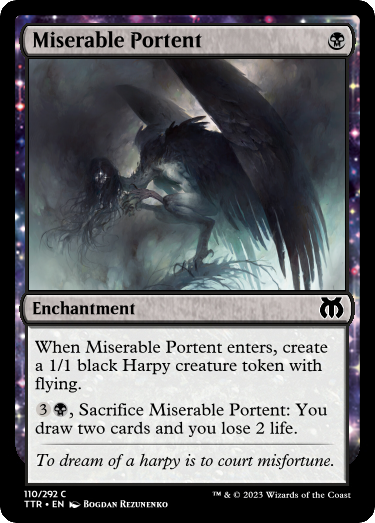 Miserable Portent
Enchantment
When Miserable Portent enters, create
a 1/1 black Harpy creature token with
flying.
3, Sacrifice Miserable Portent: You
draw two cards and you lose 2 life.
To dream of a harpy is to court misfortune.
110/292 C
TTR • EN BOGDAN REZUNENKO
™ & © 2023 Wizards of the Coast